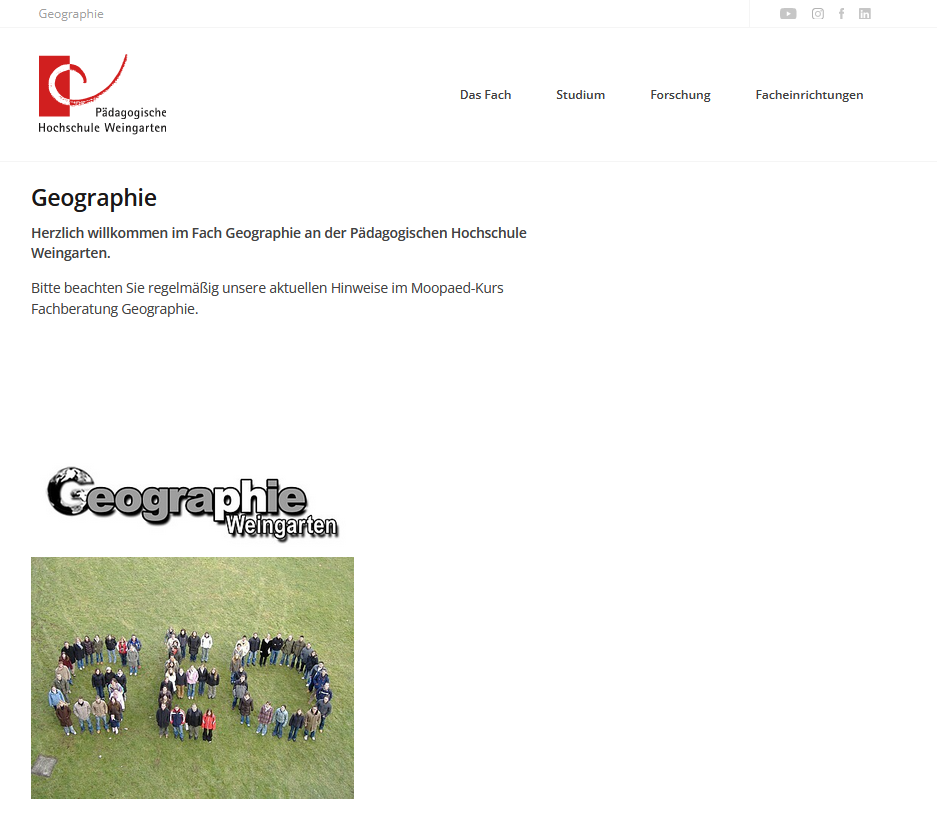 Geographie
Pädagogische
Hochschule Weingarten
Das Fach Studium Forschung Facheinrichtungen
Geographie
Herzlich willkommen im Fach Geographie an der Pädagogischen Hochschule
Weingarten.
Bitte beachten Sie regelmäßig unsere aktuellen Hinweise im Moopaed-Kurs
Fachberatung Geographie.
Geographie
Weingarten
GEO